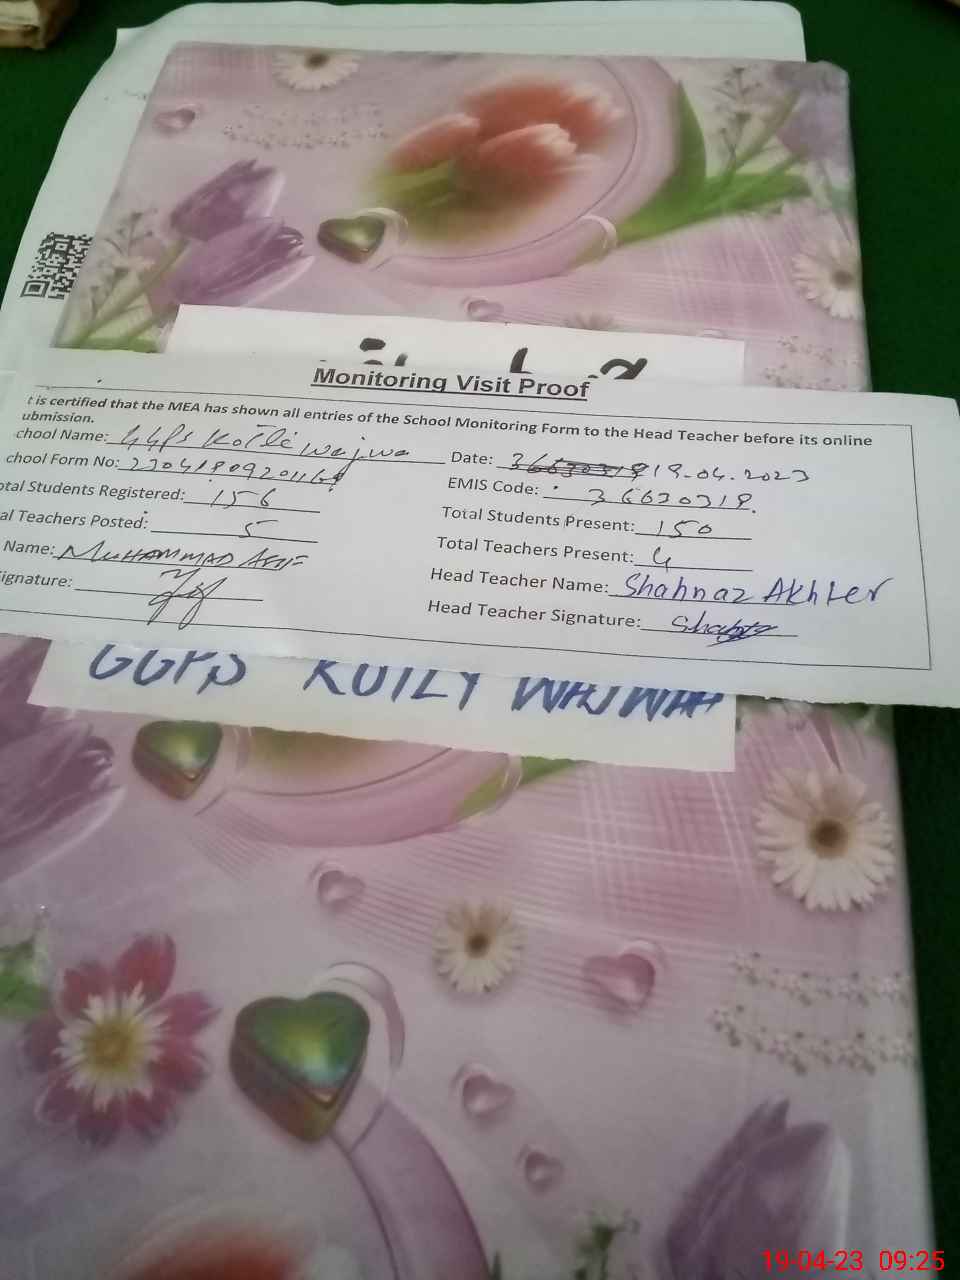 Monitoring Visit Proof
t is certified that the MEA has shown all entries of the School Monitoring Form to the Head Teacher before its online
ubmission.
chool Name: GGPS Kotli Wajwa
Date: 19.04.2023
chool Form No:
EMIS Code: 36630319.
otal Students Registered: 156
Total Students Present: 150
al Teachers Posted: 5
Total Teachers Present: 4
Name: MUHAMMAD ASIF
Head Teacher Name: Shahnaz Akhter
ignature:
Head Teacher Signature:
GGPS KOTLY WAJWAA
19-04-23 09:25